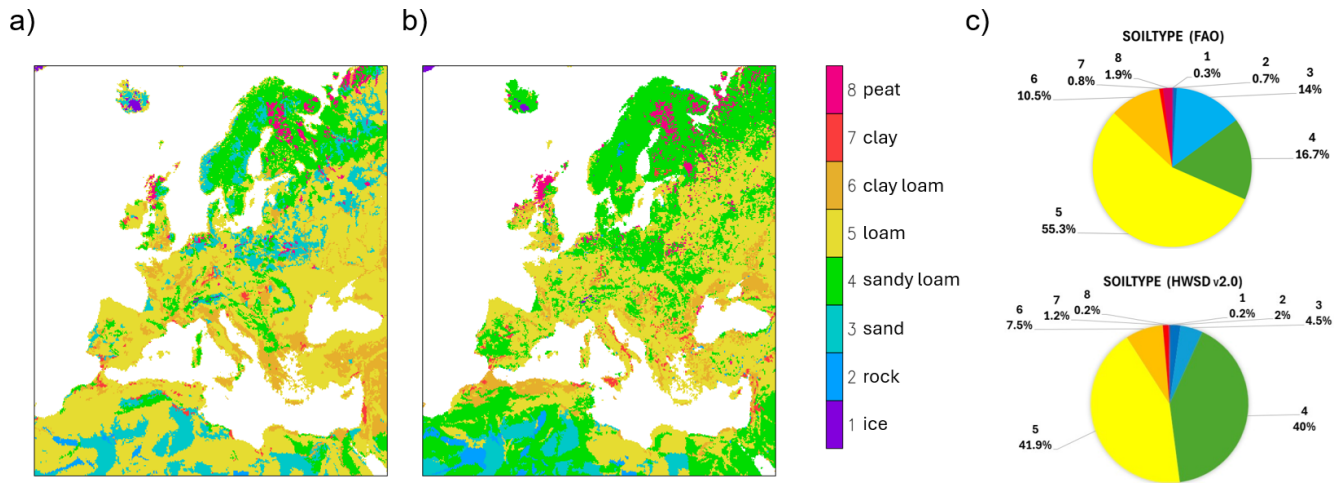 a)
b)
8 peat
7 clay
6 clay loam
5 loam
4 sandy loam
3 sand
2 rock
1 ice
c)
SOILTYPE (FAO)
1
0.3%
2
0.7%
3
14%
4
16.7%
5
55.3%
6
10.5%
7
0.8%
8
1.9%
SOILTYPE (HWSD v2.0)
1
0.2%
2
2%
3
4.5%
4
40%
5
41.9%
6
7.5%
7
1.2%
8
0.2%